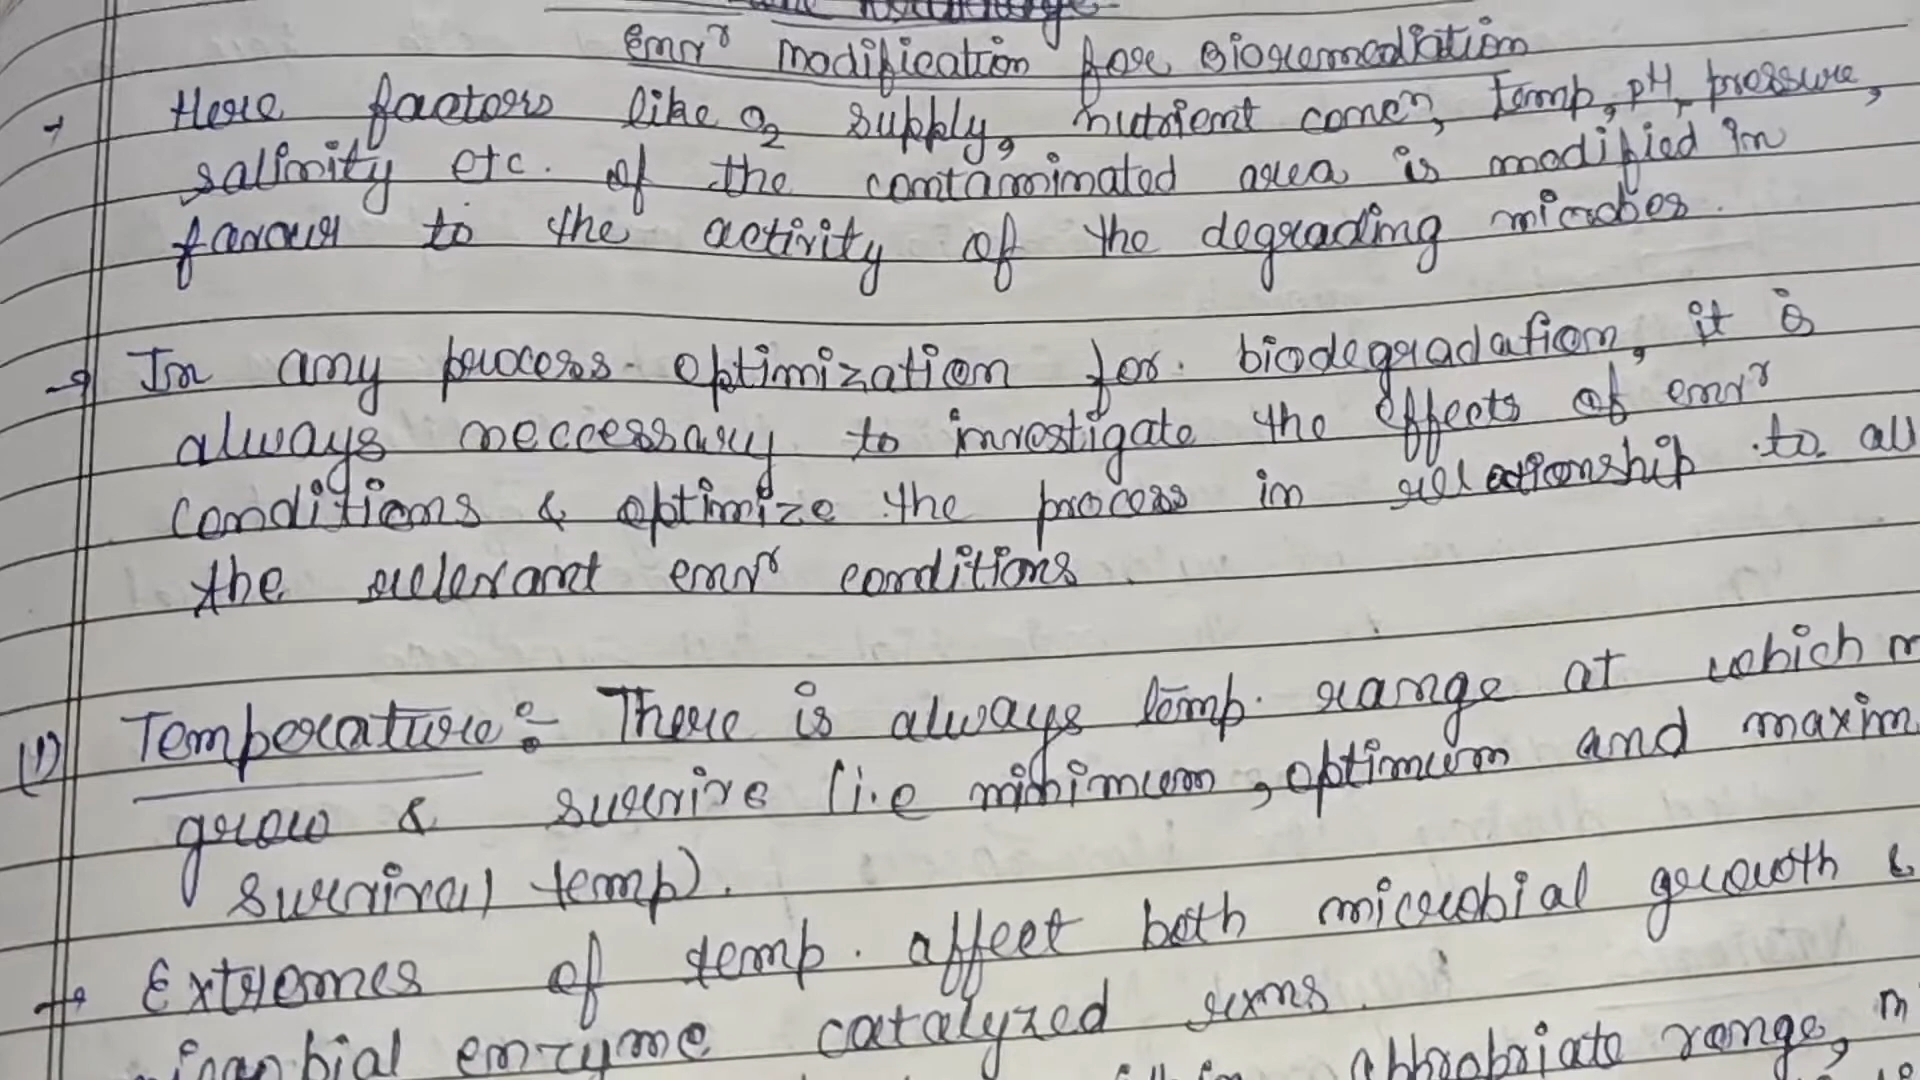 Envr modification for Bioremediation
→ Here factors like O2 supply, nutrient concn, temp, pH, pressure,
salinity etc. of the contaminated area is modified in
favour to the activity of the degrading microbes.
→ In any process optimization for biodegradation, it is
always neccessary to investigate the effects of envr
conditions & optimize the process in relationship to all
the relevant envr conditions.
(1) Temperature :- There is always temp. range at which m
grow & survive (i.e minimum, optimum and maxim
survival temp).
→ Extremes of temp. affect both microbial growth &
catalyzed rxns.
enzyme
appropriate range, m